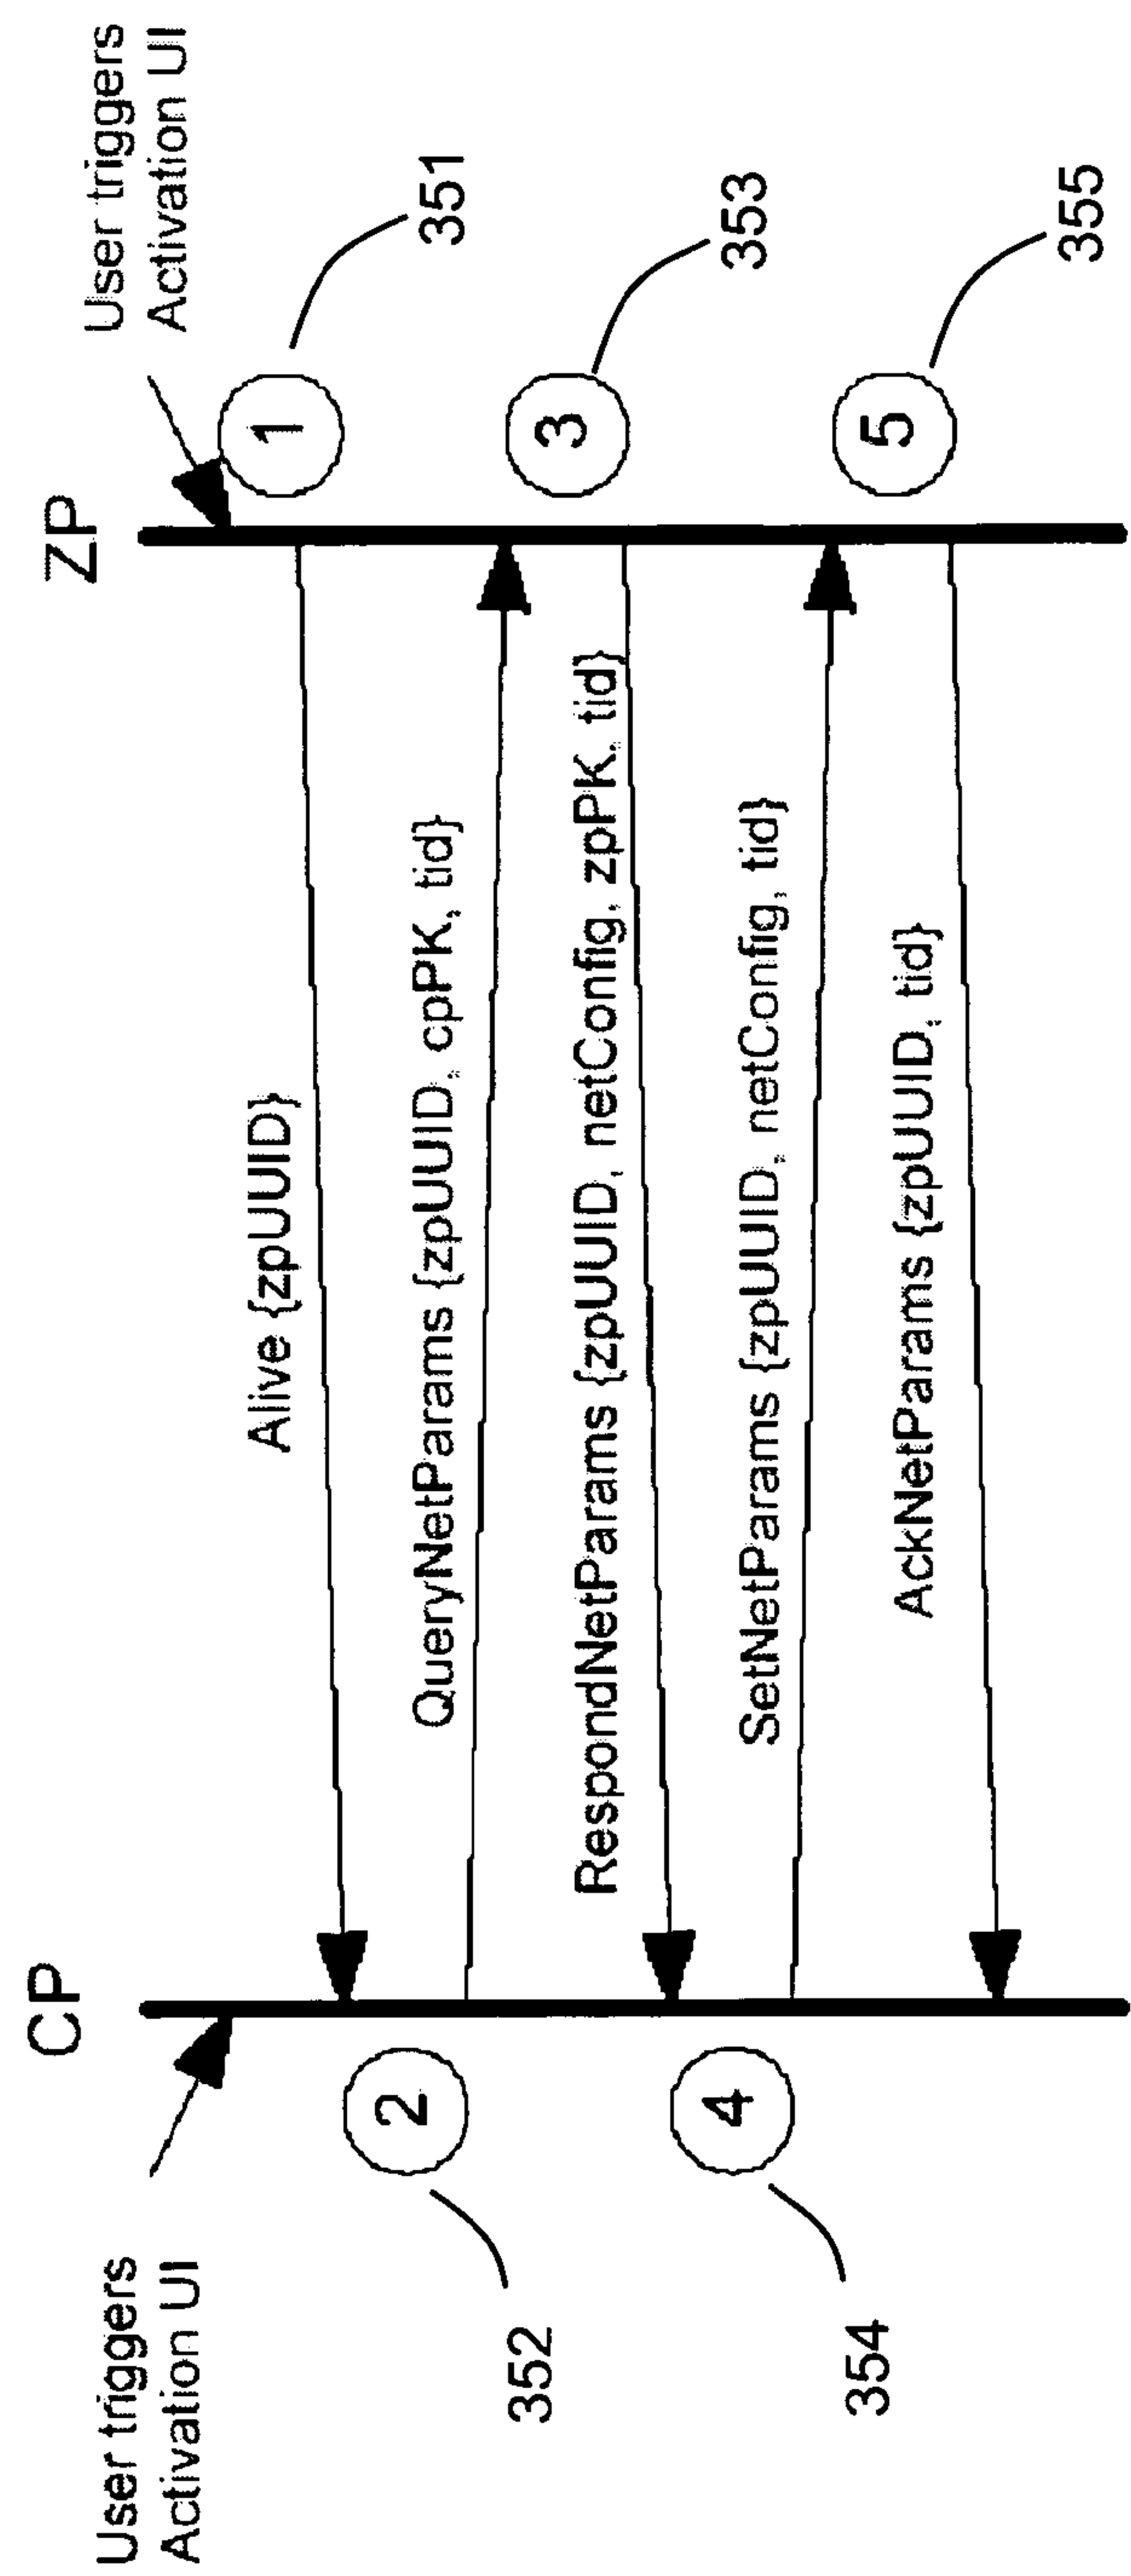 CP
ZP
User triggers
Activation UI
User triggers
Activation UI
Alive {zpUUID}
1
351
2
352
QueryNetParams {zpUUID, cpPK, tid}
3
353
RespondNetParams {zpUUID, netConfig, zpPK, tid}
4
354
SetNetParams {zpUUID, netConfig, tid}
5
355
AckNetParams {zpUUID, tid}